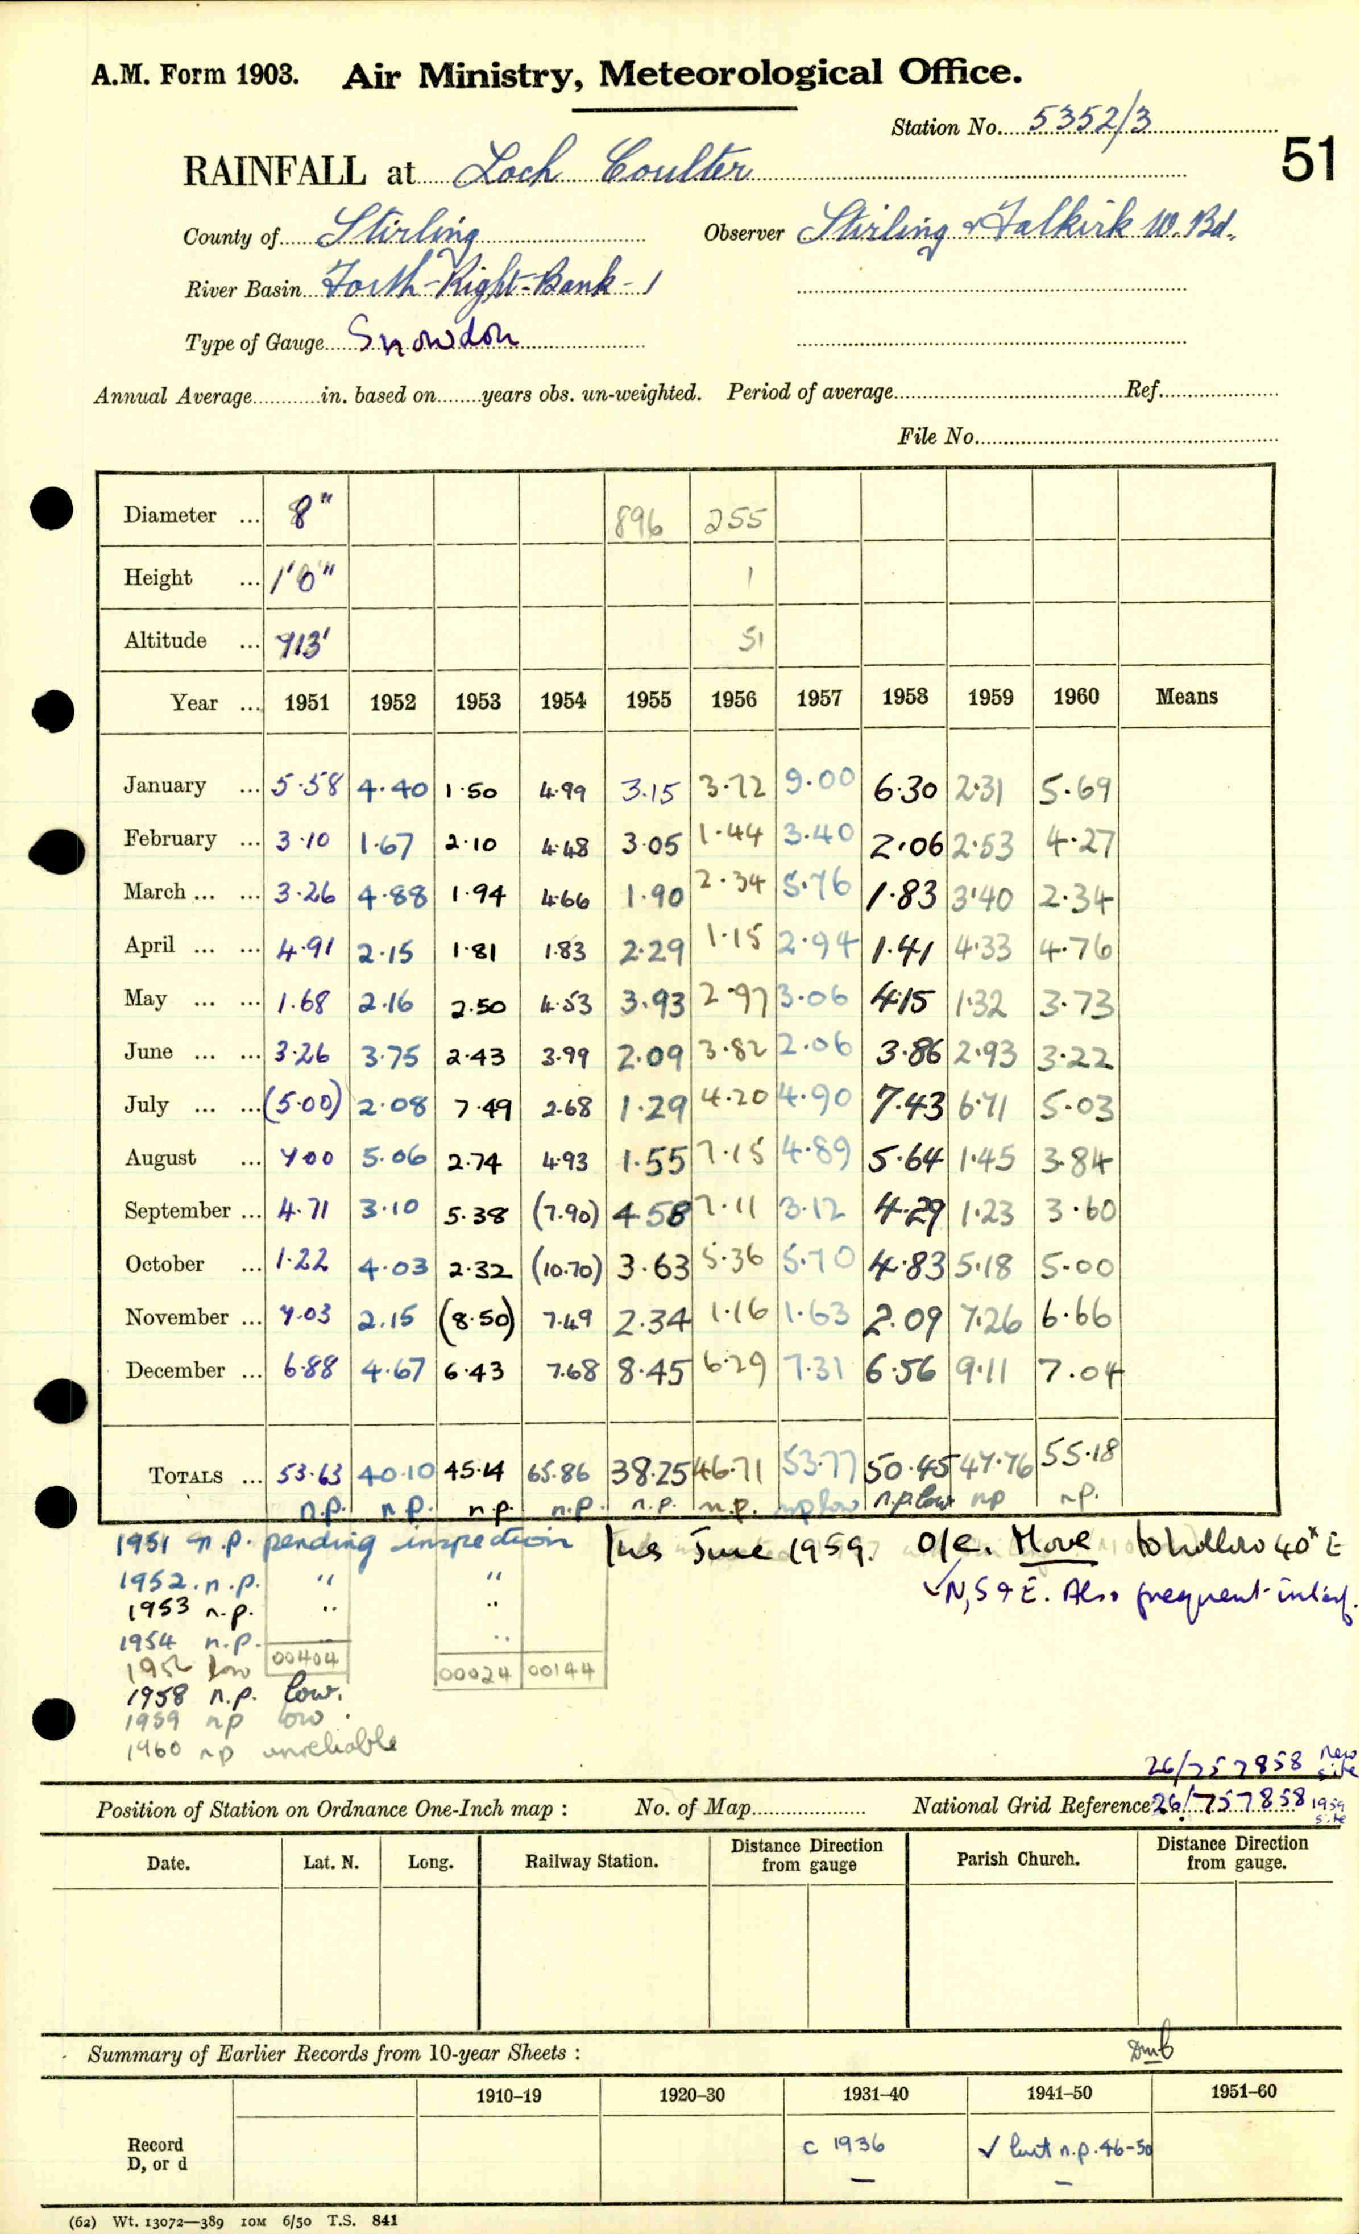 A.M. Form 1903. Air Ministry, Meteorological Office.
Station No. 5352/3
51
RAINFALL at Loch Coulter
County of Stirling Observer Stirling & Falkirk W. Bd.
River Basin Forth-Right-Bank-1
Type of Gauge Snowdon
Annual Average in. based on years obs. un-weighted. Period of average Ref.
File No.
Diameter ... 8" 896 255
Height ... 1'0" 1
Altitude ... 913' 51
Year ... 1951 1952 1953 1954 1955 1956 1957 1958 1959 1960 Means
January ... 5.58 4.40 1.50 4.99 3.15 3.72 9.00 6.30 2.31 5.69
February ... 3.10 1.67 2.10 4.48 3.05 1.44 3.40 2.06 2.53 4.27
March ... ... 3.26 4.88 1.94 4.66 1.90 2.34 5.76 1.83 3.40 2.34
April ... ... 4.91 2.15 1.81 1.83 2.29 1.15 2.94 1.41 4.33 4.76
May ... ... 1.68 2.16 2.50 4.53 3.93 2.97 3.06 4.15 1.32 3.73
June ... ... 3.26 3.75 2.43 3.99 2.09 3.82 2.06 3.86 2.93 3.22
July ... ... (5.00) 2.08 7.49 2.68 1.29 4.20 4.90 7.43 6.71 5.03
August ... 7.00 5.06 2.74 4.93 1.55 7.15 4.89 5.64 1.45 3.84
September ... 4.71 3.10 5.38 (7.90) 4.58 7.11 3.12 4.29 1.23 3.60
October ... 1.22 4.03 2.32 (10.70) 3.63 5.36 5.70 4.83 5.18 5.00
November ... 7.03 2.15 (8.50) 7.49 2.34 1.16 1.63 2.09 7.26 6.66
December ... 6.88 4.67 6.43 7.68 8.45 6.29 7.31 6.56 9.11 7.04
TOTALS ... 53.63 40.10 45.14 65.86 38.25 46.71 53.77 50.45 47.76 55.18
n.p. n.p. n.p. n.p. n.p. n.p. np low n.p. low np n.p.
1951 n.p. pending inspection Ins June 1959. O/e. Move to hollow 40ˣ E
1952. n.p. " "
✓N, S & E. Also frequent interf.
1953 n.p. " "
1954 n.p. " "
1956 low 00404 00024 00144
1958 n.p. low.
1959 np low.
1960 np unreliable
26/757858 new site
Position of Station on Ordnance One-Inch map : No. of Map National Grid Reference 26/757858 1959 site
Date. Lat. N. Long. Railway Station. Distance from gauge Direction Parish Church. Distance from gauge. Direction
Summary of Earlier Records from 10-year Sheets :
1910–19 1920–30 1931–40 1941–50 1951–60
Record D, or d c 1936 – ✓ but n.p. 46-50 –
(62) Wt. 13072—389 10M 6/50 T.S. 841